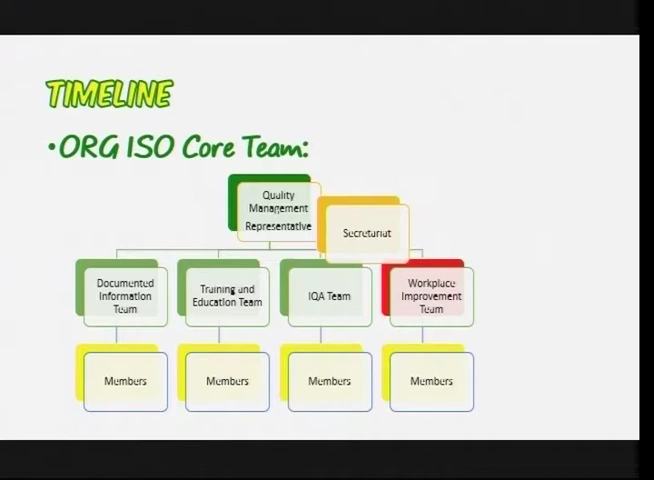 TIMELINE
•ORG ISO Core Team:
Quality
Management
Representative
Secretariat
Documented
Information
Team
Training and
Education Team
IQA Team
Workplace
Improvement
Team
Members
Members
Members
Members